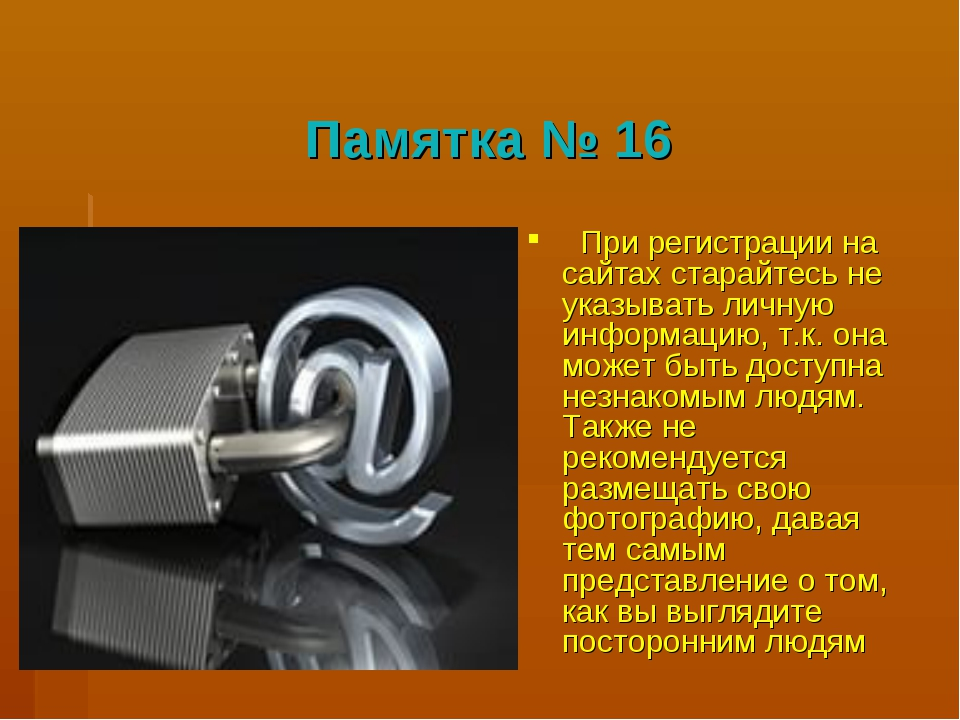 Памятка № 16
При регистрации на
сайтах старайтесь не
указывать личную
информацию, т.к. она
может быть доступна
незнакомым людям.
Также не
рекомендуется
размещать свою
фотографию, давая
тем самым
представление о том,
как вы выглядите
посторонним людям